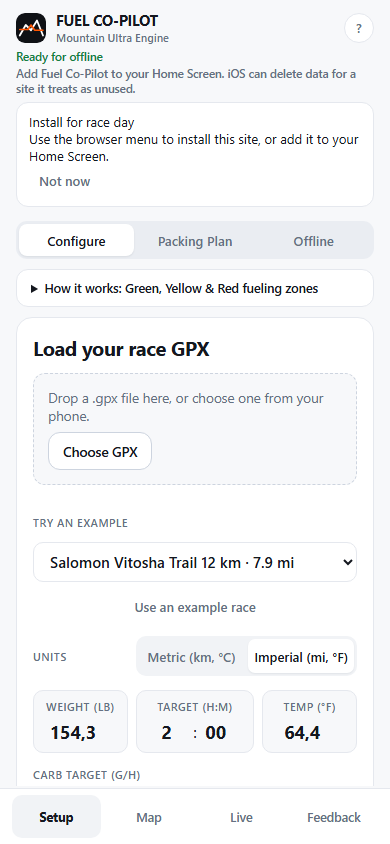 FUEL CO-PILOT
Mountain Ultra Engine
?
Ready for offline
Add Fuel Co-Pilot to your Home Screen. iOS can delete data for a
site it treats as unused.
Install for race day
Use the browser menu to install this site, or add it to your
Home Screen.
Not now
Configure
Packing Plan
Offline
How it works: Green, Yellow & Red fueling zones
Load your race GPX
Drop a .gpx file here, or choose one from your
phone.
Choose GPX
TRY AN EXAMPLE
Salomon Vitosha Trail 12 km · 7.9 mi
Use an example race
UNITS
Metric (km, °C)
Imperial (mi, °F)
WEIGHT (LB)
154,3
TARGET (H:M)
2 : 00
TEMP (°F)
64,4
CARB TARGET (G/H)
Setup
Map
Live
Feedback